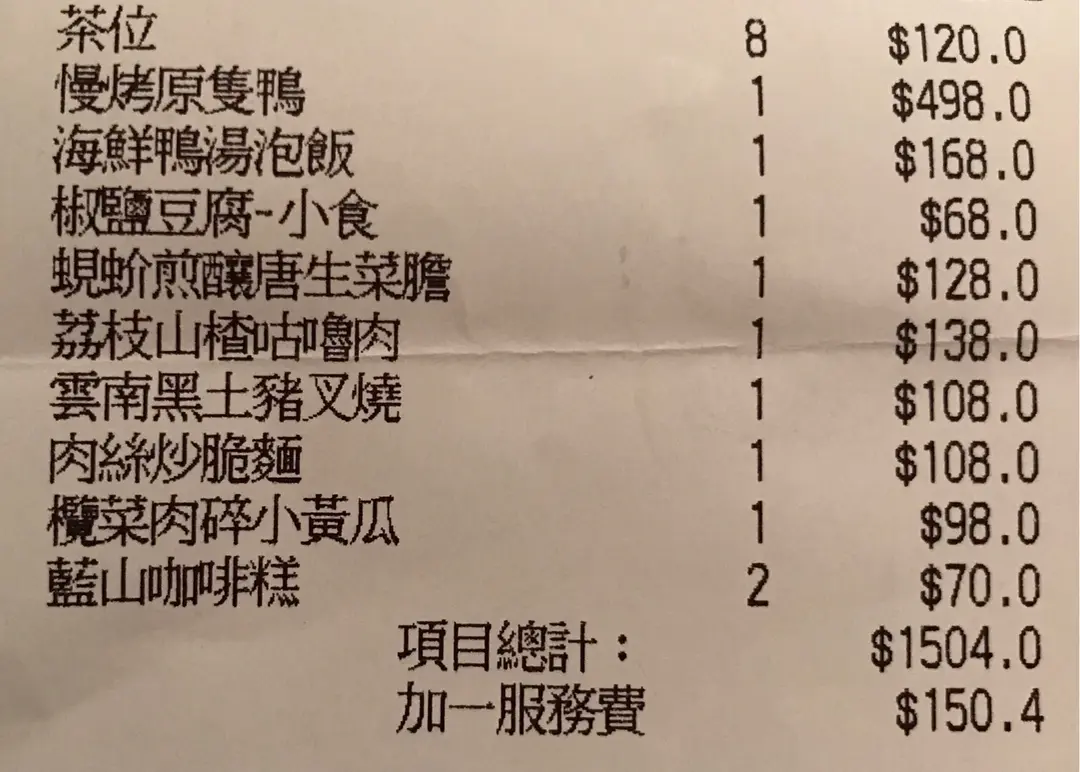 茶位 8 $120.0
慢烤原隻鴨 1 $498.0
海鮮鴨湯泡飯 1 $168.0
椒鹽豆腐-小食 1 $68.0
蜆蚧煎釀唐生菜膽 1 $128.0
荔枝山楂咕嚕肉 1 $138.0
雲南黑土豬叉燒 1 $108.0
肉絲炒脆麵 1 $108.0
欖菜肉碎小黃瓜 1 $98.0
藍山咖啡糕 2 $70.0
項目總計： $1504.0
加一服務費 $150.4